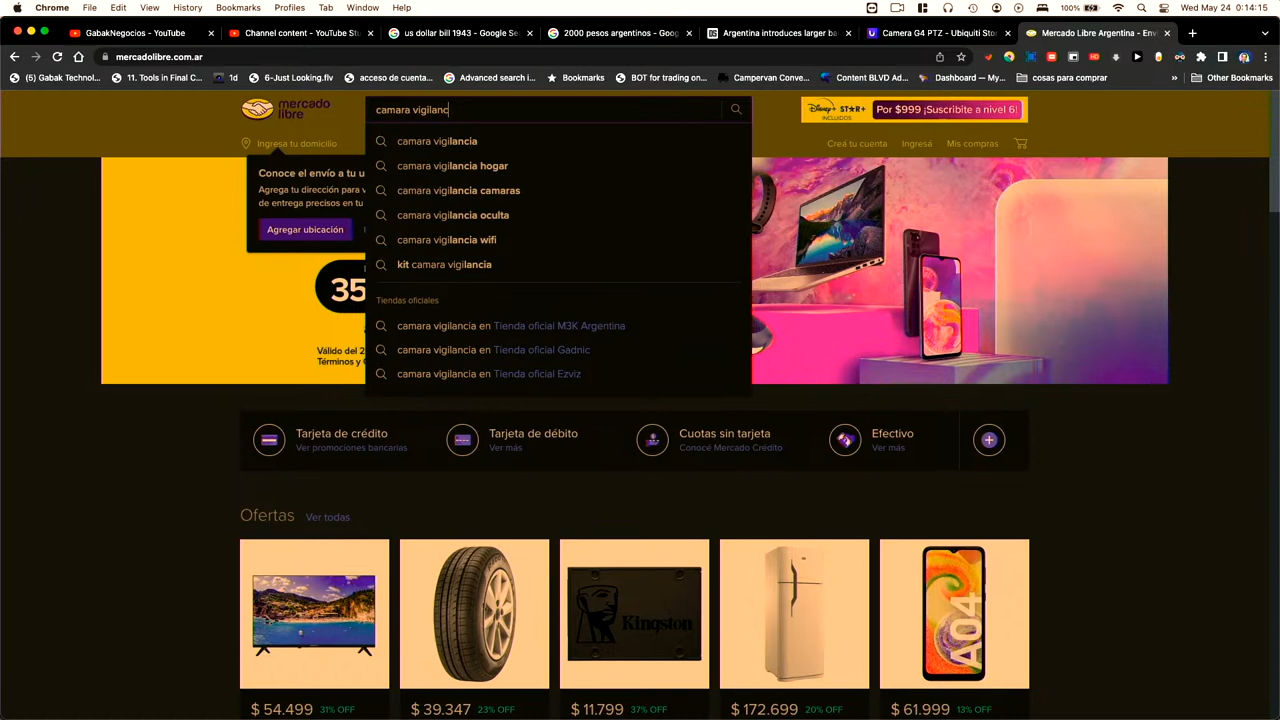 Chrome File Edit View History Bookmarks Profiles Tab Window Help 100% Wed May 24 0:14:15
GabakNegocios - YouTube Channel content - YouTube Stu us dollar bill 1943 - Google Se 2000 pesos argentinos - Goog Argentina introduces larger ba Camera G4 PTZ - Ubiquiti Stor Mercado Libre Argentina - Enví
mercadolibre.com.ar
(5) Gabak Technol... 11. Tools in Final C... 1d 6-Just Looking.flv acceso de cuenta... Advanced search i... Bookmarks BOT for trading on... Campervan Conve... Content BLVD Ad... Dashboard — My... cosas para comprar » Other Bookmarks
mercado
libre
camara vigilanc
Disney+ STAR+
INCLUIDOS
Por $999 ¡Suscribite a nivel 6!
Ingresa tu domicilio
Creá tu cuenta Ingresá Mis compras
camara vigilancia
camara vigilancia hogar
camara vigilancia camaras
camara vigilancia oculta
camara vigilancia wifi
kit camara vigilancia
Tiendas oficiales
camara vigilancia en Tienda oficial M3K Argentina
camara vigilancia en Tienda oficial Gadnic
camara vigilancia en Tienda oficial Ezviz
Conoce el envío a tu u
Agrega tu dirección para v
de entrega precisos en tu
Agregar ubicación
35
Válido del 2
Términos y
Tarjeta de crédito
Ver promociones bancarias
Tarjeta de débito
Ver más
Cuotas sin tarjeta
Conocé Mercado Crédito
Efectivo
Ver más
Ofertas Ver todas
Kingston
A04
$ 54.499 31% OFF
$ 39.347 23% OFF
$ 11.799 37% OFF
$ 172.699 20% OFF
$ 61.999 13% OFF